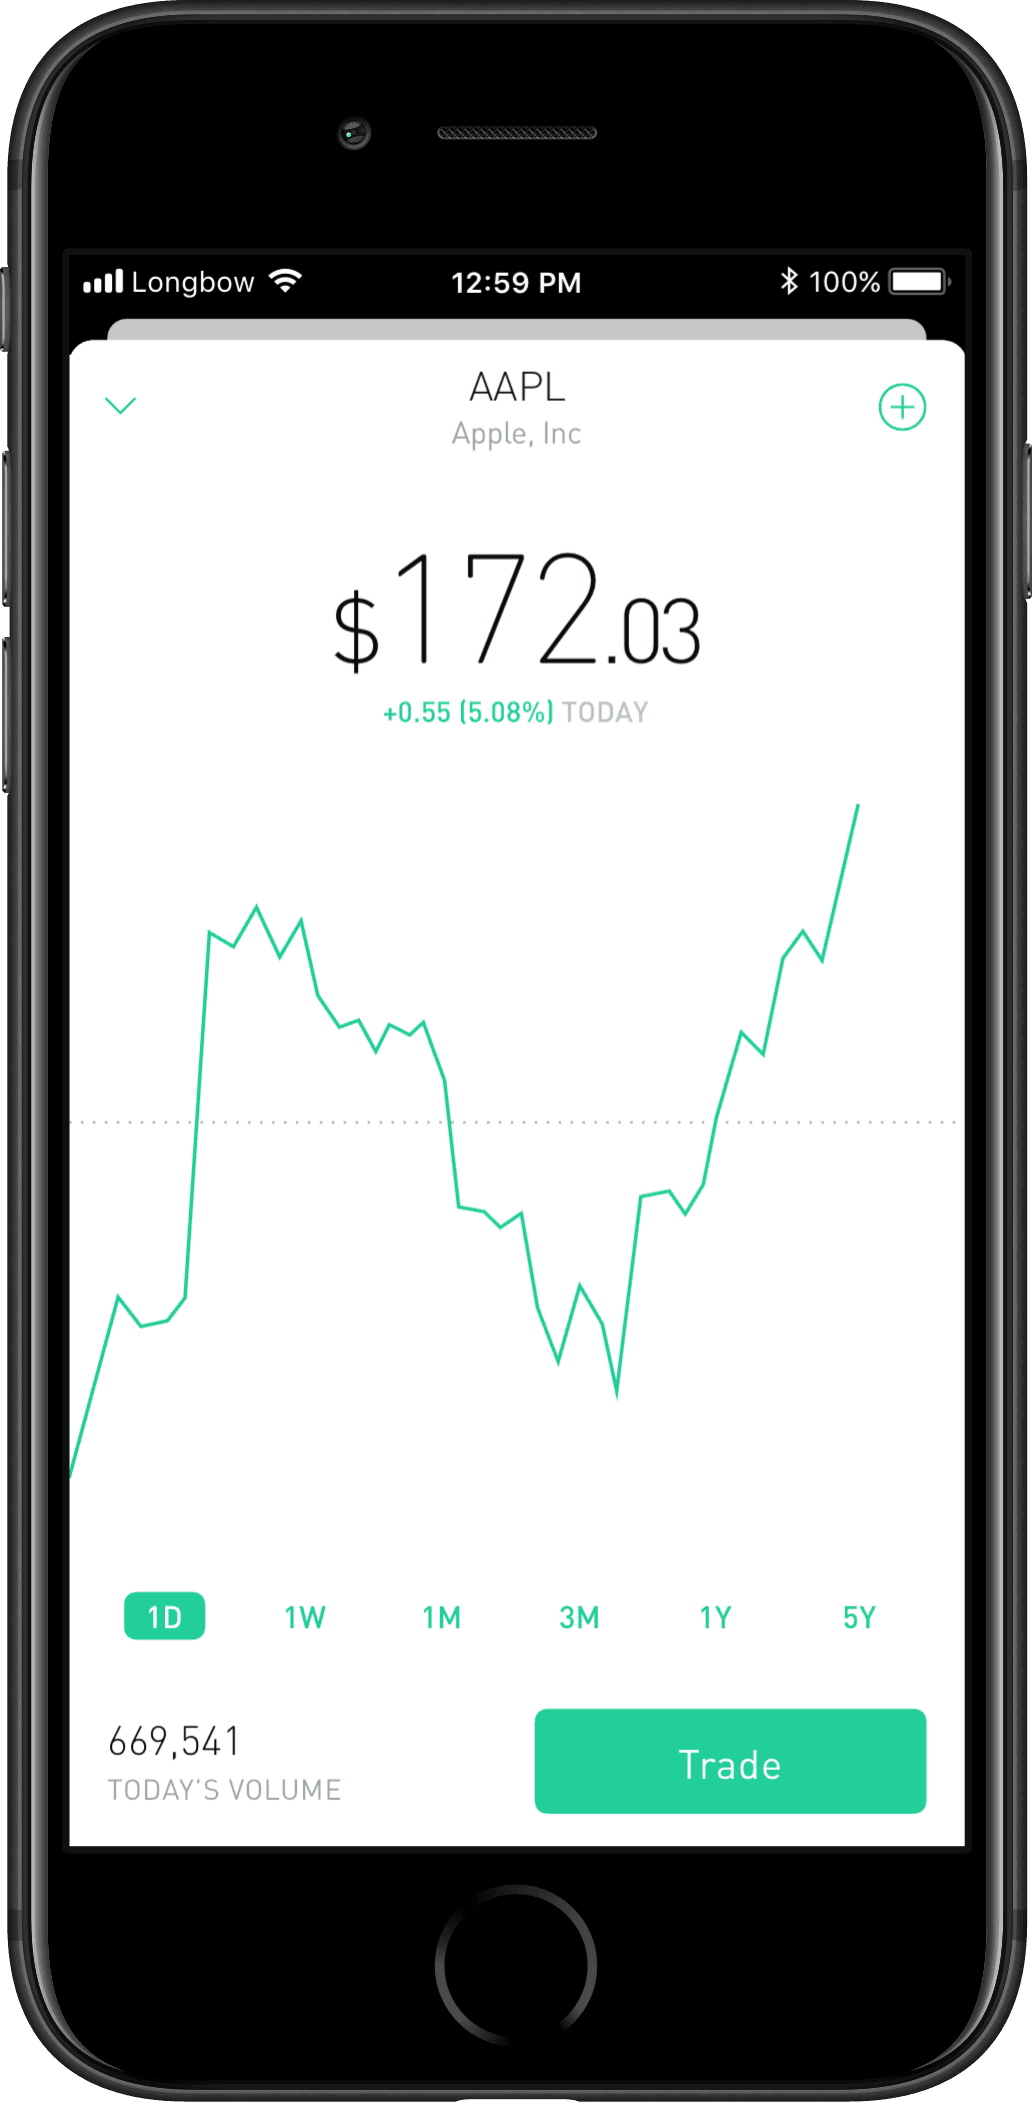 Longbow 12:59 PM 100%
AAPL
Apple, Inc
$172.03
+0.55 (5.08%) TODAY
1D 1W 1M 3M 1Y 5Y
669,541
TODAY'S VOLUME
Trade